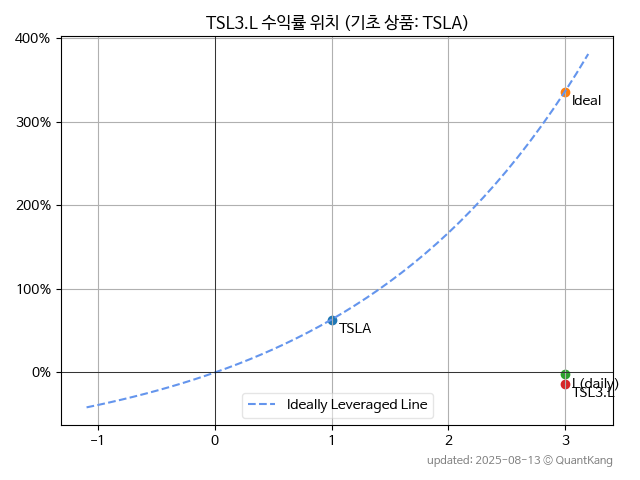 TSL3.L 수익률 위치 (기초 상품: TSLA)
400%
300%
200%
100%
0%
Ideal
TSLA
L(daily)
TSL3.L
Ideally Leveraged Line
−1
0
1
2
3
updated: 2025-08-13 © QuantKang